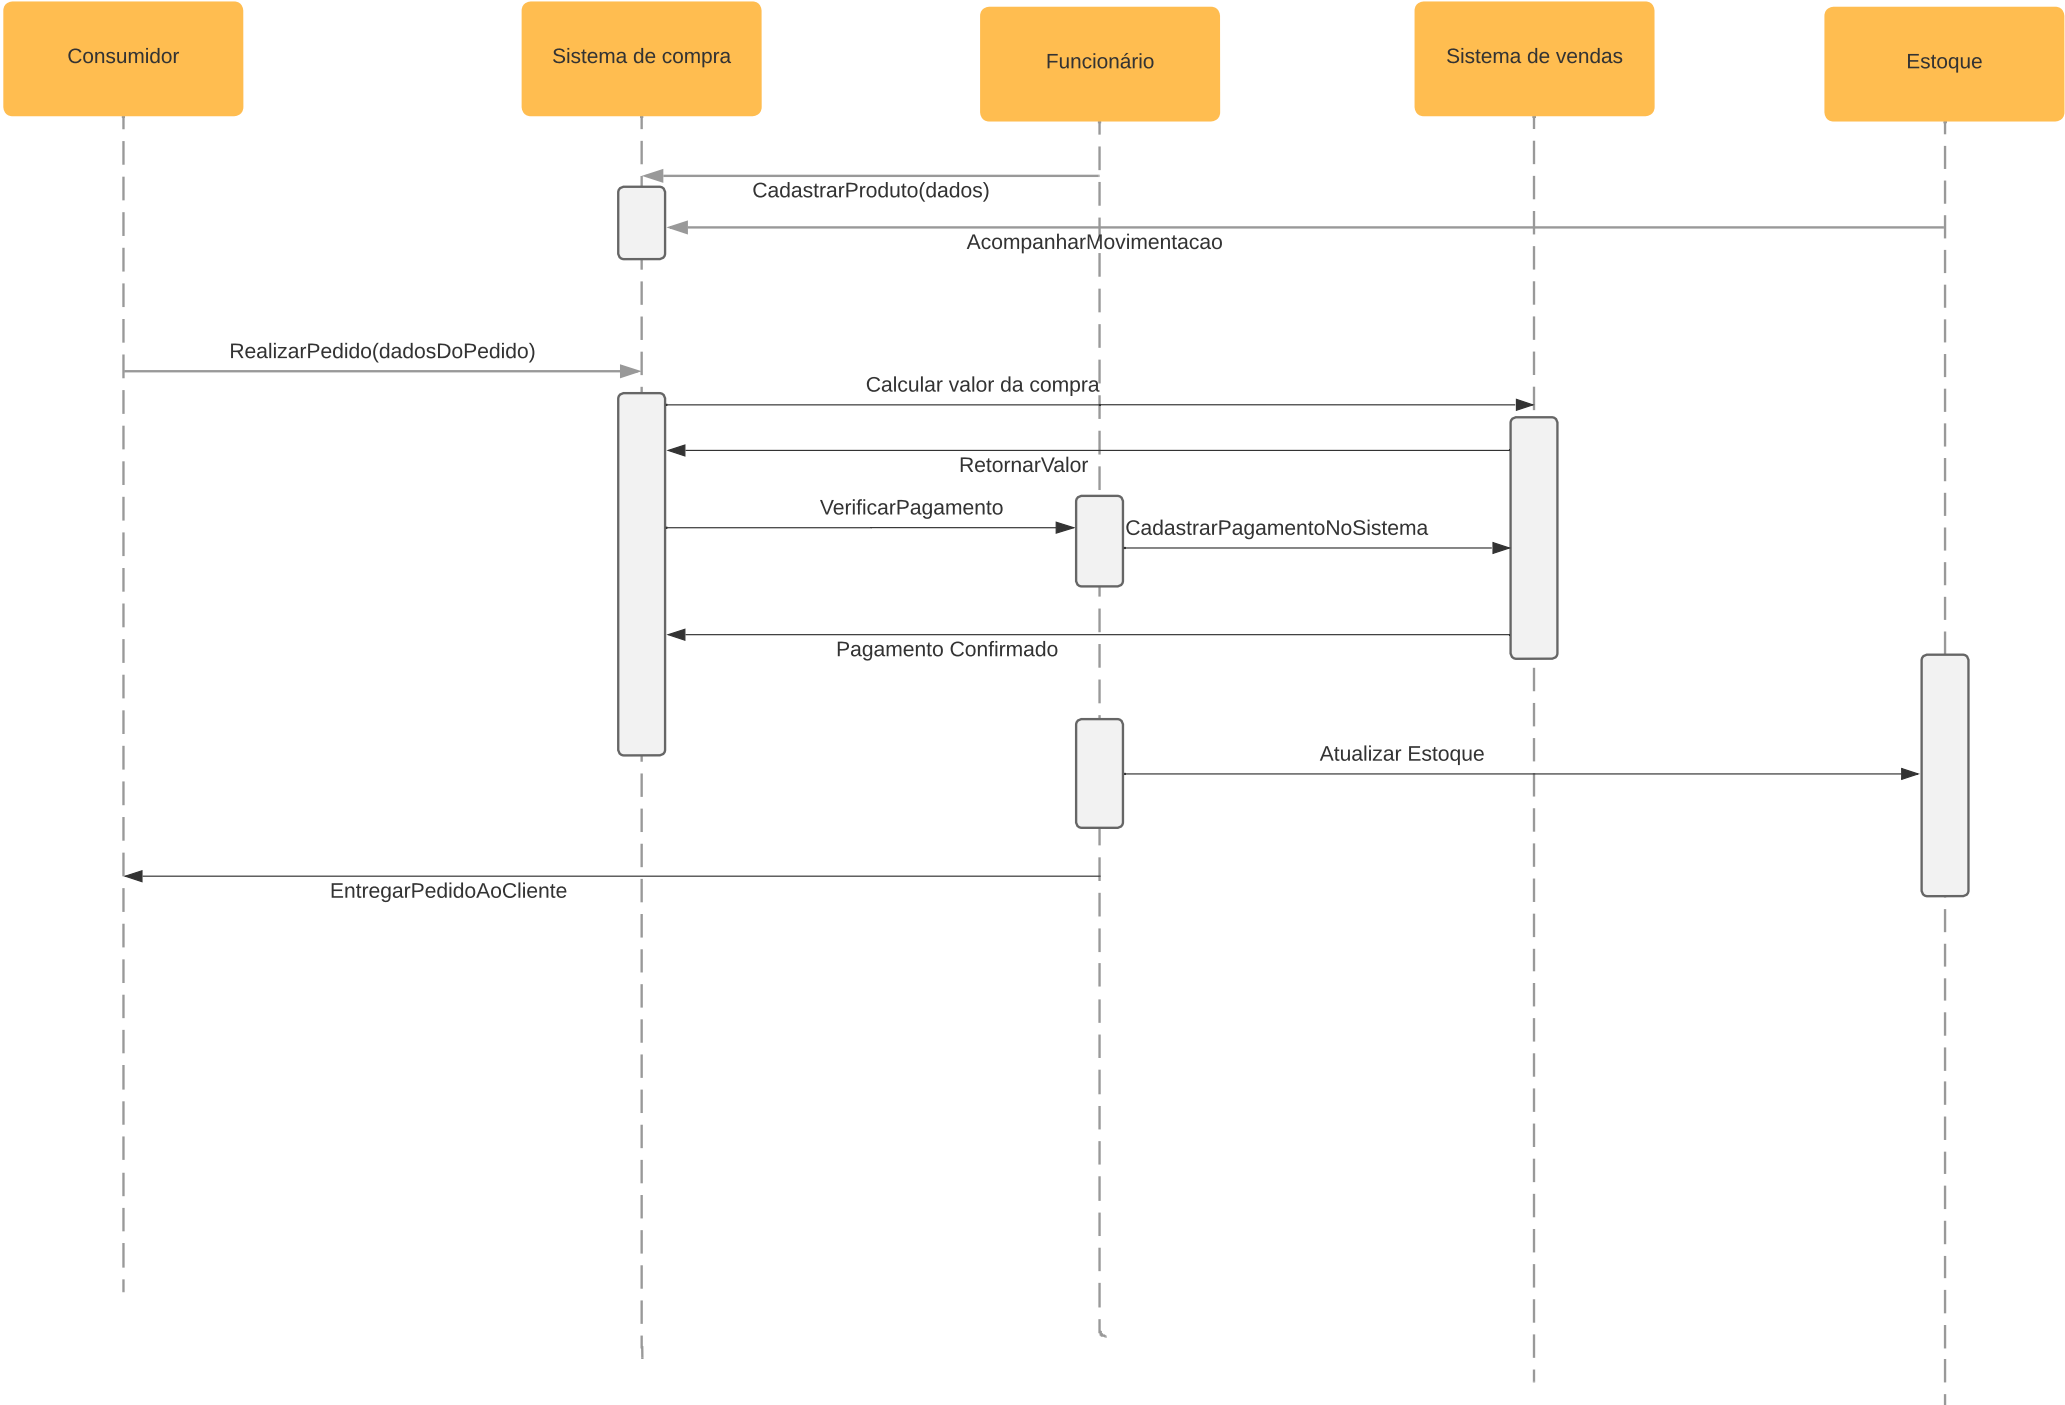 Consumidor
Sistema de compra
Funcionário
Sistema de vendas
Estoque
CadastrarProduto(dados)
AcompanharMovimentacao
RealizarPedido(dadosDoPedido)
Calcular valor da compra
RetornarValor
VerificarPagamento
CadastrarPagamentoNoSistema
Pagamento Confirmado
Atualizar Estoque
EntregarPedidoAoCliente